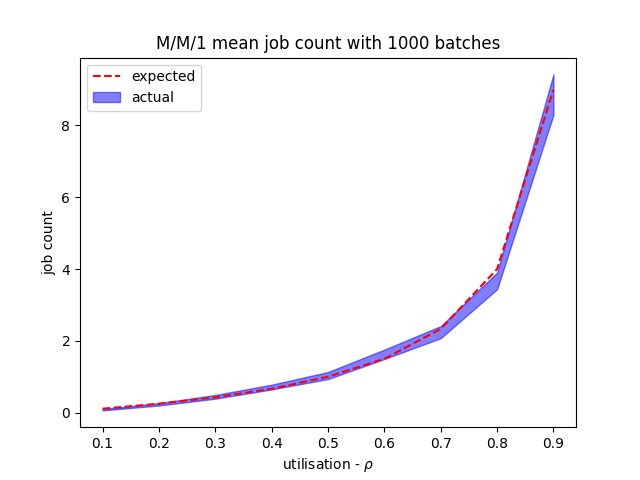 M/M/1 mean job count with 1000 batches
expected
actual
8
6
4
2
0
job count
0.1 0.2 0.3 0.4 0.5 0.6 0.7 0.8 0.9
utilisation - ρ